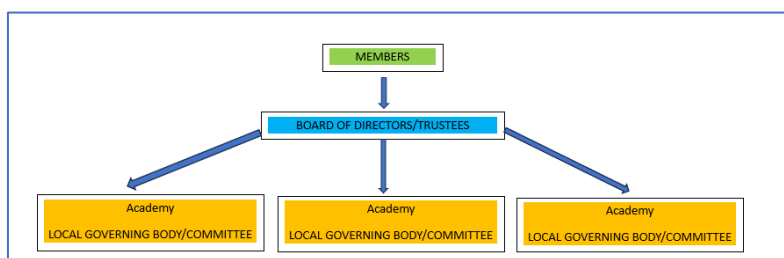 MEMBERS
BOARD OF DIRECTORS/TRUSTEES
Academy
LOCAL GOVERNING BODY/COMMITTEE
Academy
LOCAL GOVERNING BODY/COMMITTEE
Academy
LOCAL GOVERNING BODY/COMMITTEE